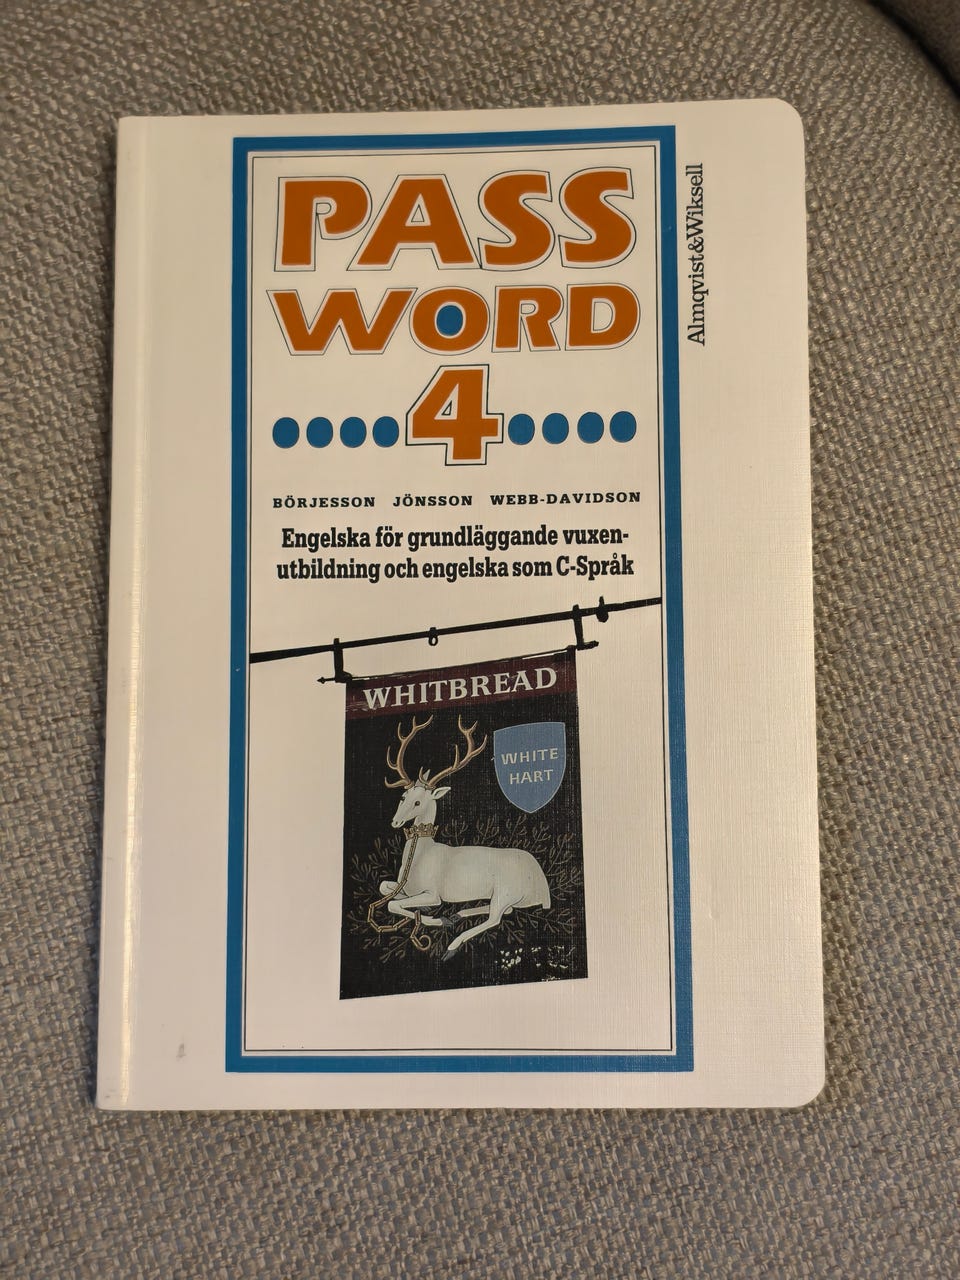 PASS
WORD
4
BÖRJESSON JÖNSSON WEBB-DAVIDSON
Engelska för grundläggande vuxen-
utbildning och engelska som C-Språk
WHITBREAD
WHITE
HART
Almqvist&Wiksell